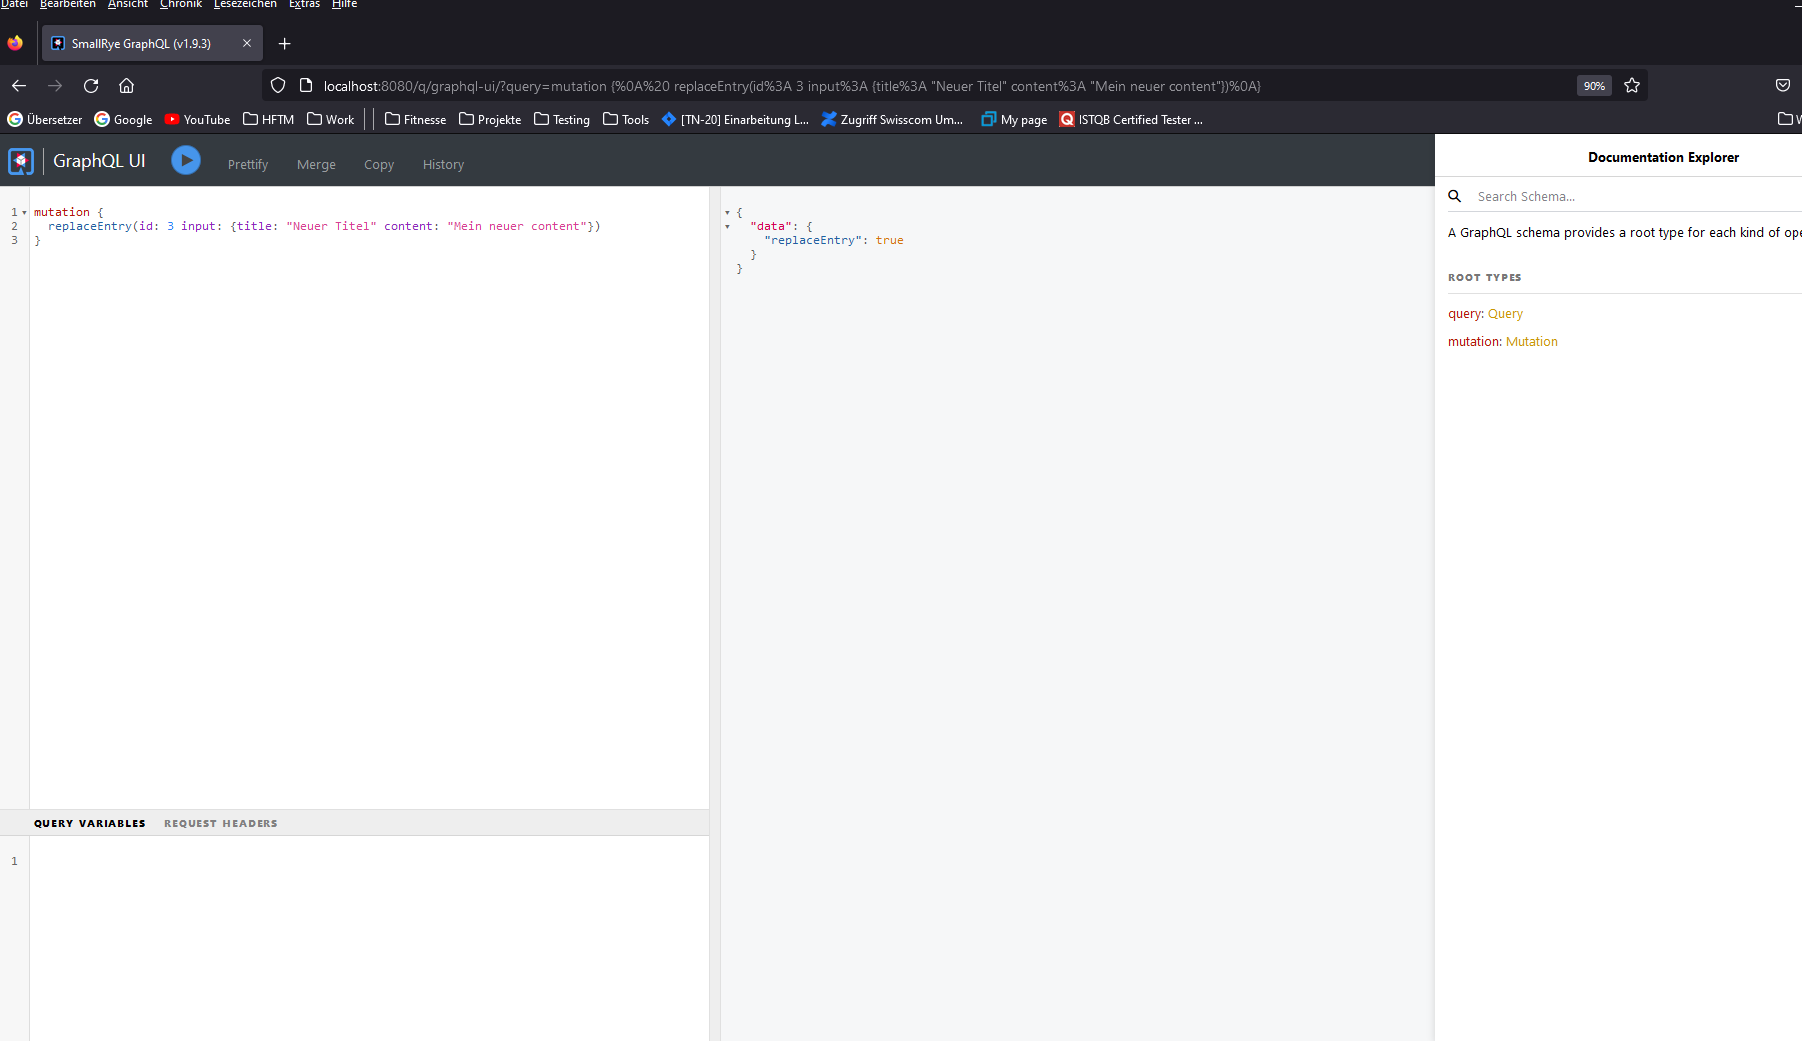 Datei Bearbeiten Ansicht Chronik Lesezeichen Extras Hilfe
SmallRye GraphQL (v1.9.3)
localhost:8080/q/graphql-ui/?query=mutation {%0A%20 replaceEntry(id%3A 3 input%3A {title%3A "Neuer Titel" content%3A "Mein neuer content"})%0A}
90%
Übersetzer Google YouTube HFTM Work Fitnesse Projekte Testing Tools [TN-20] Einarbeitung L... Zugriff Swisscom Um... My page ISTQB Certified Tester ...
GraphQL UI Prettify Merge Copy History
1 mutation {
2 replaceEntry(id: 3 input: {title: "Neuer Titel" content: "Mein neuer content"})
3 }
{
"data": {
"replaceEntry": true
}
}
QUERY VARIABLES REQUEST HEADERS
1
Documentation Explorer
Search Schema...
A GraphQL schema provides a root type for each kind of ope
ROOT TYPES
query: Query
mutation: Mutation